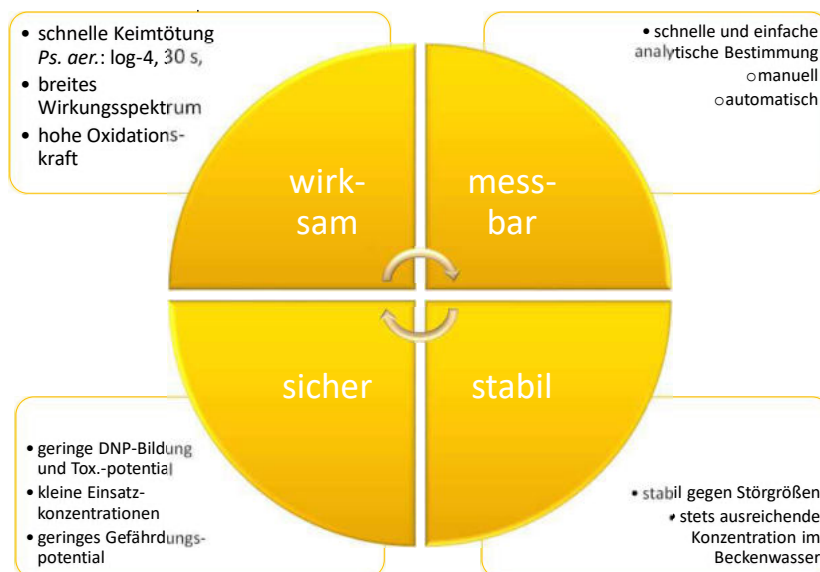 • schnelle Keimtötung
Ps. aer.: log-4, 30 s,
• breites
Wirkungsspektrum
• hohe Oxidations-
kraft
• schnelle und einfache
analytische Bestimmung
○ manuell
○ automatisch
wirk-
sam
mess-
bar
sicher
stabil
• geringe DNP-Bildung
und Tox.-potential
• kleine Einsatz-
konzentrationen
• geringes Gefährdungs-
potential
• stabil gegen Störgrößen
• stets ausreichende
Konzentration im
Beckenwasser